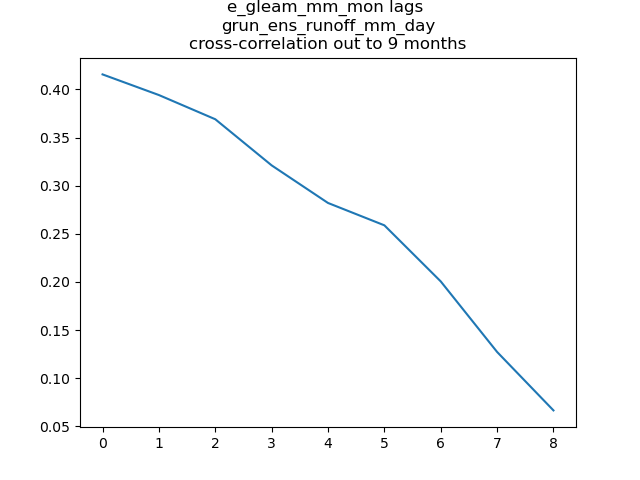 e_gleam_mm_mon lags
grun_ens_runoff_mm_day
cross-correlation out to 9 months
0.40
0.35
0.30
0.25
0.20
0.15
0.10
0.05
0 1 2 3 4 5 6 7 8